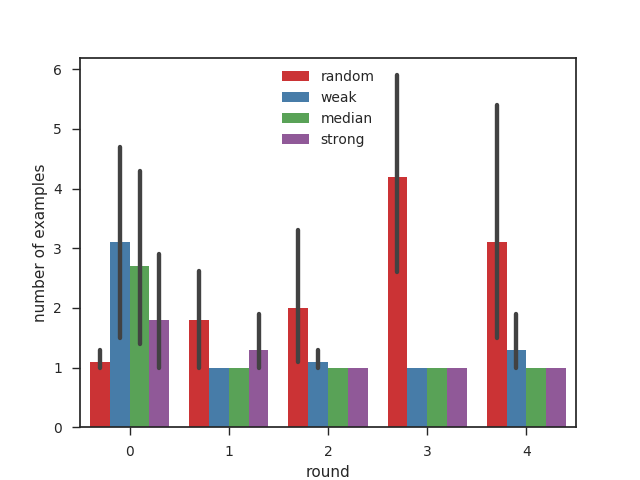 6
5
4
3
2
1
0
number of examples
random
weak
median
strong
0 1 2 3 4
round